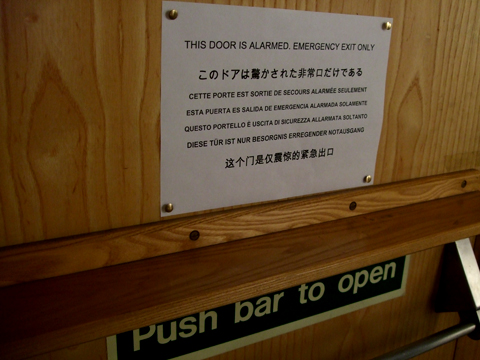 THIS DOOR IS ALARMED. EMERGENCY EXIT ONLY
このドアは驚かされた非常口だけである
CETTE PORTE EST SORTIE DE SECOURS ALARMÉE SEULEMENT
ESTA PUERTA ES SALIDA DE EMERGENCIA ALARMADA SOLAMENTE
QUESTO PORTELLO È USCITA DI SICUREZZA ALLARMATA SOLTANTO
DIESE TÜR IST NUR BESORGNIS ERREGENDER NOTAUSGANG
这个门是仅震惊的紧急出口
Push bar to open